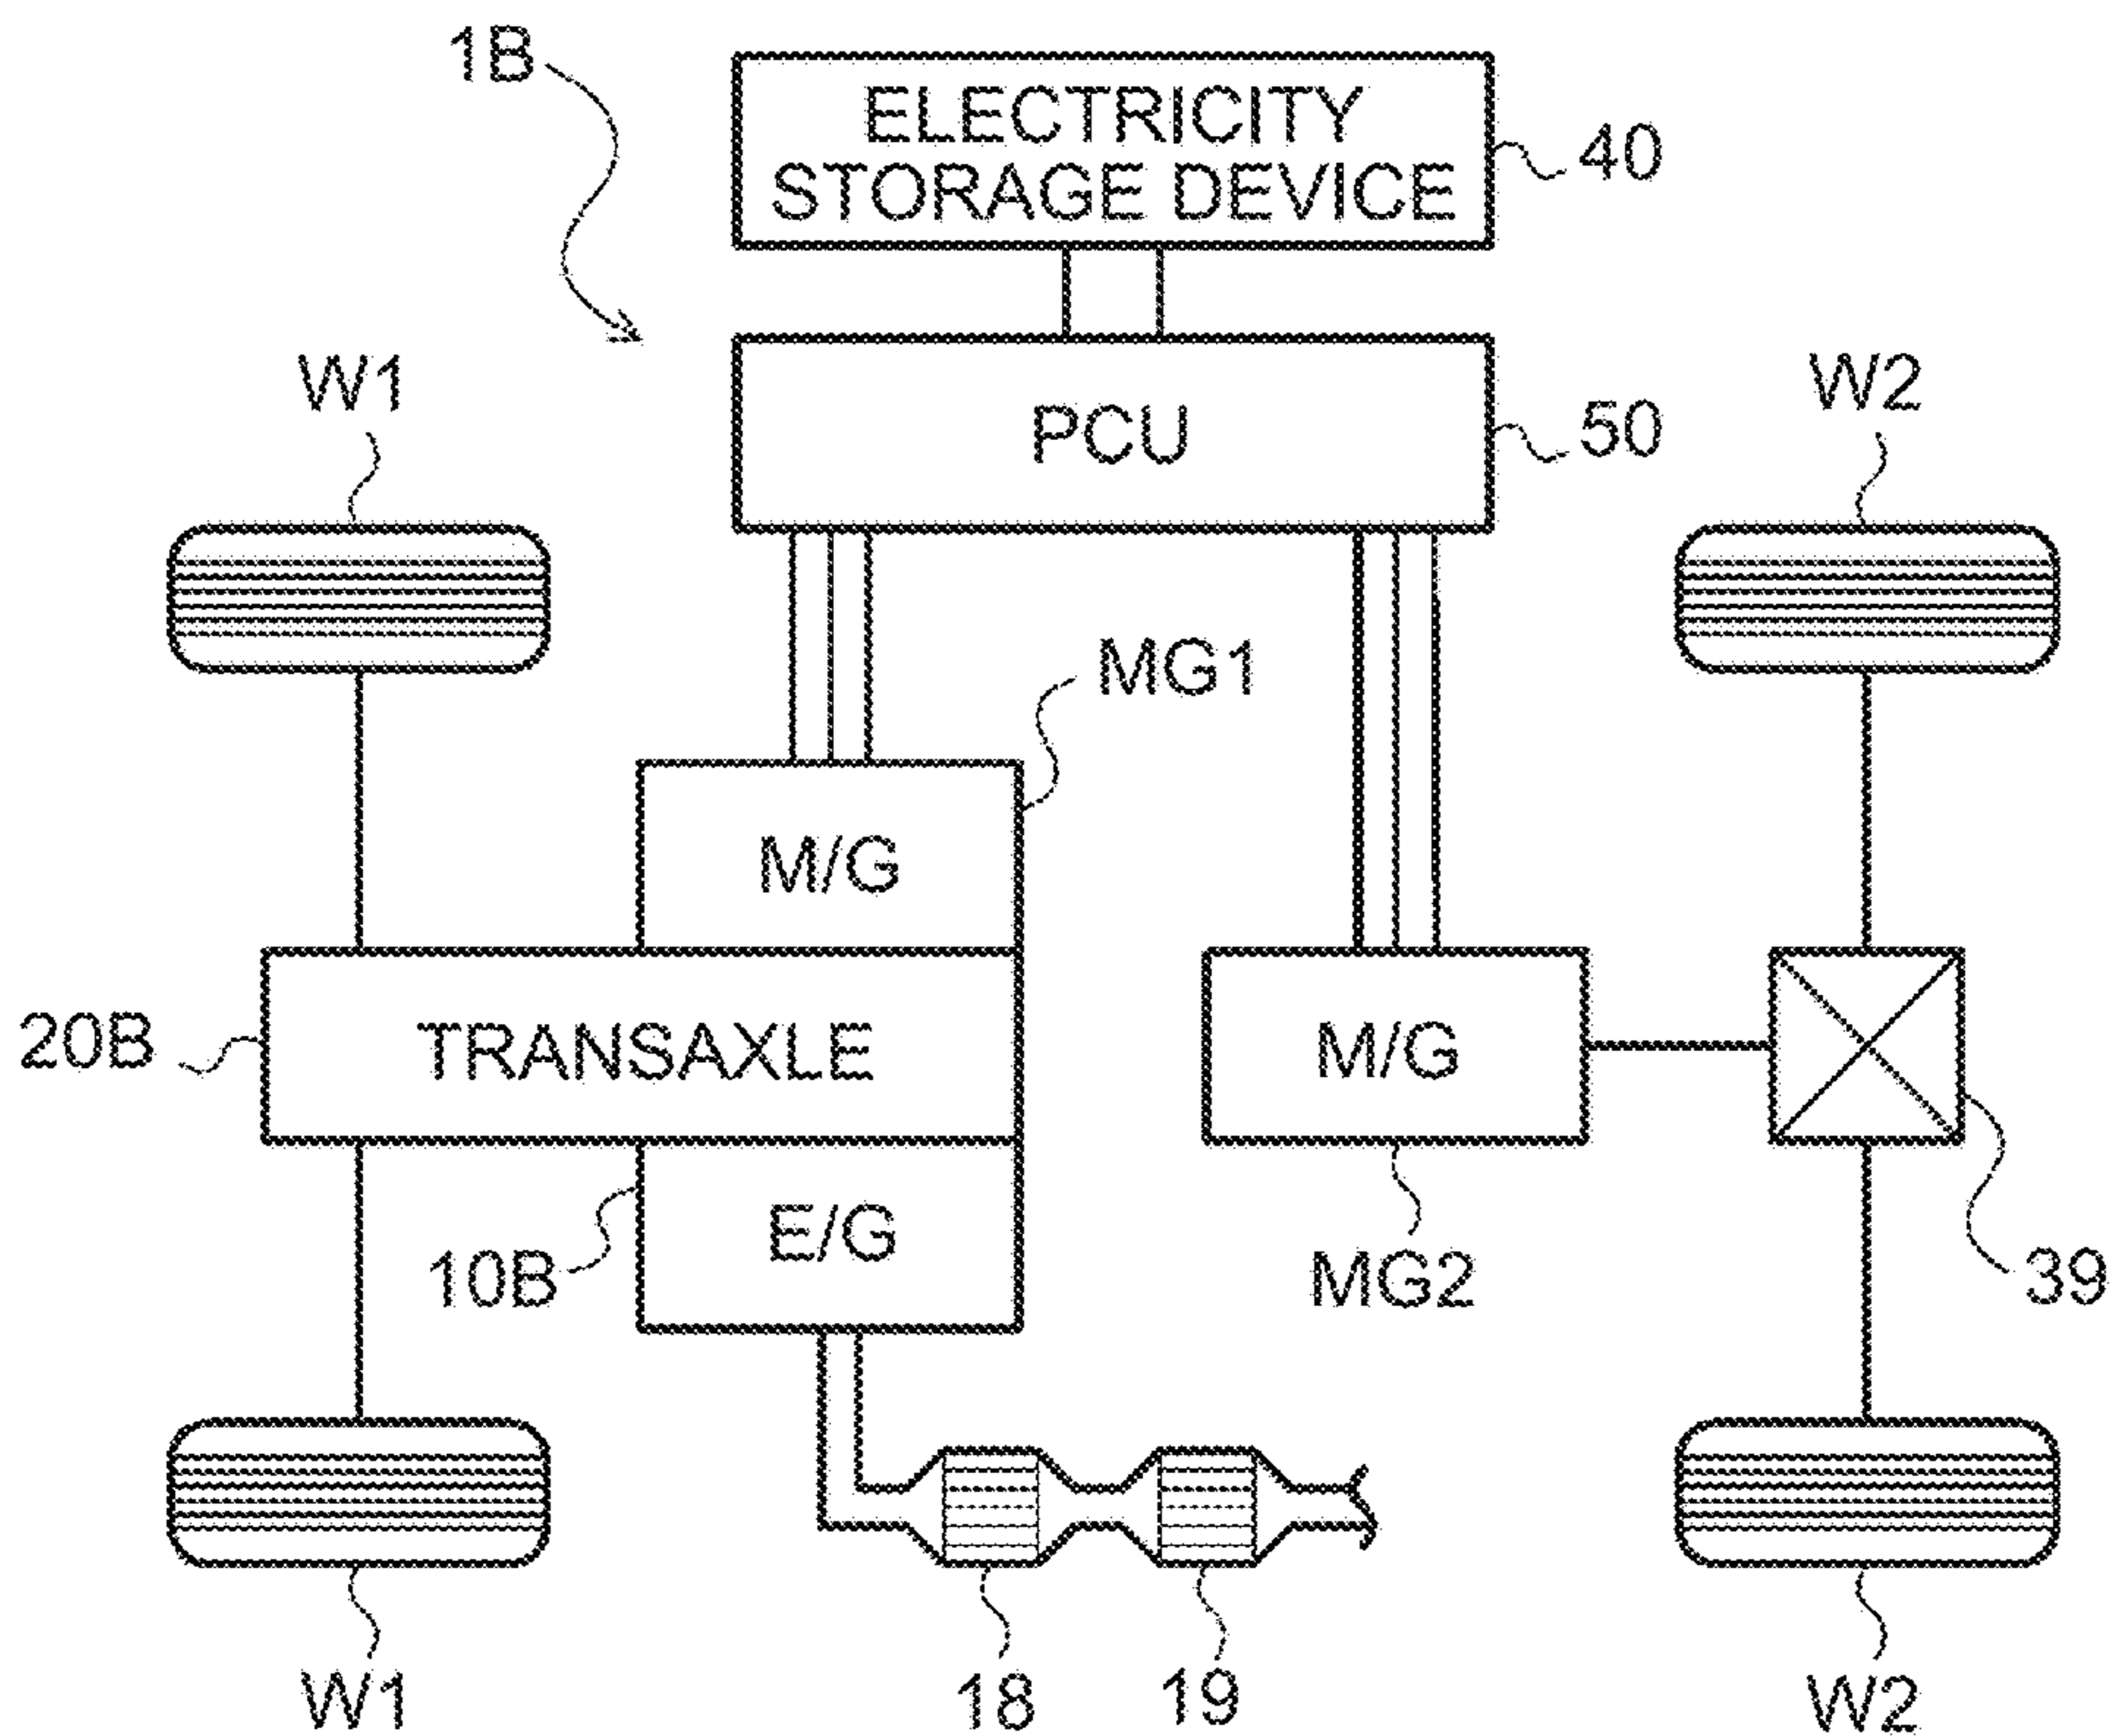 1B
ELECTRICITY
STORAGE DEVICE
40
W1
PCU
50
W2
MG1
M/G
20B
TRANSAXLE
M/G
10B
E/G
MG2
39
W1
18
19
W2